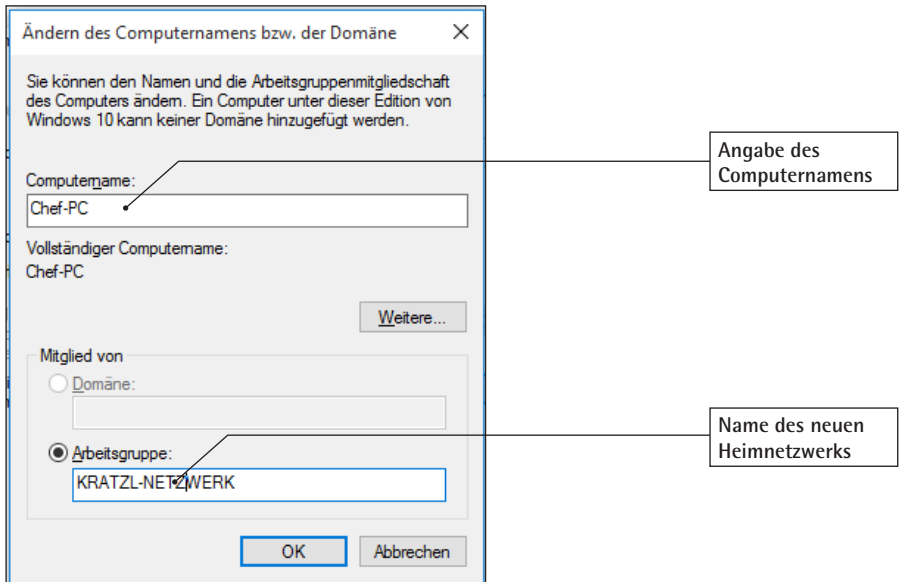 Ändern des Computernamens bzw. der Domäne
Sie können den Namen und die Arbeitsgruppenmitgliedschaft
des Computers ändern. Ein Computer unter dieser Edition von
Windows 10 kann keiner Domäne hinzugefügt werden.
Angabe des
Computernamens
Computername:
Chef-PC
Vollständiger Computername:
Chef-PC
Weitere...
Mitglied von
Domäne:
Name des neuen
Heimnetzwerks
Arbeitsgruppe:
KRATZL-NETZWERK
OK Abbrechen